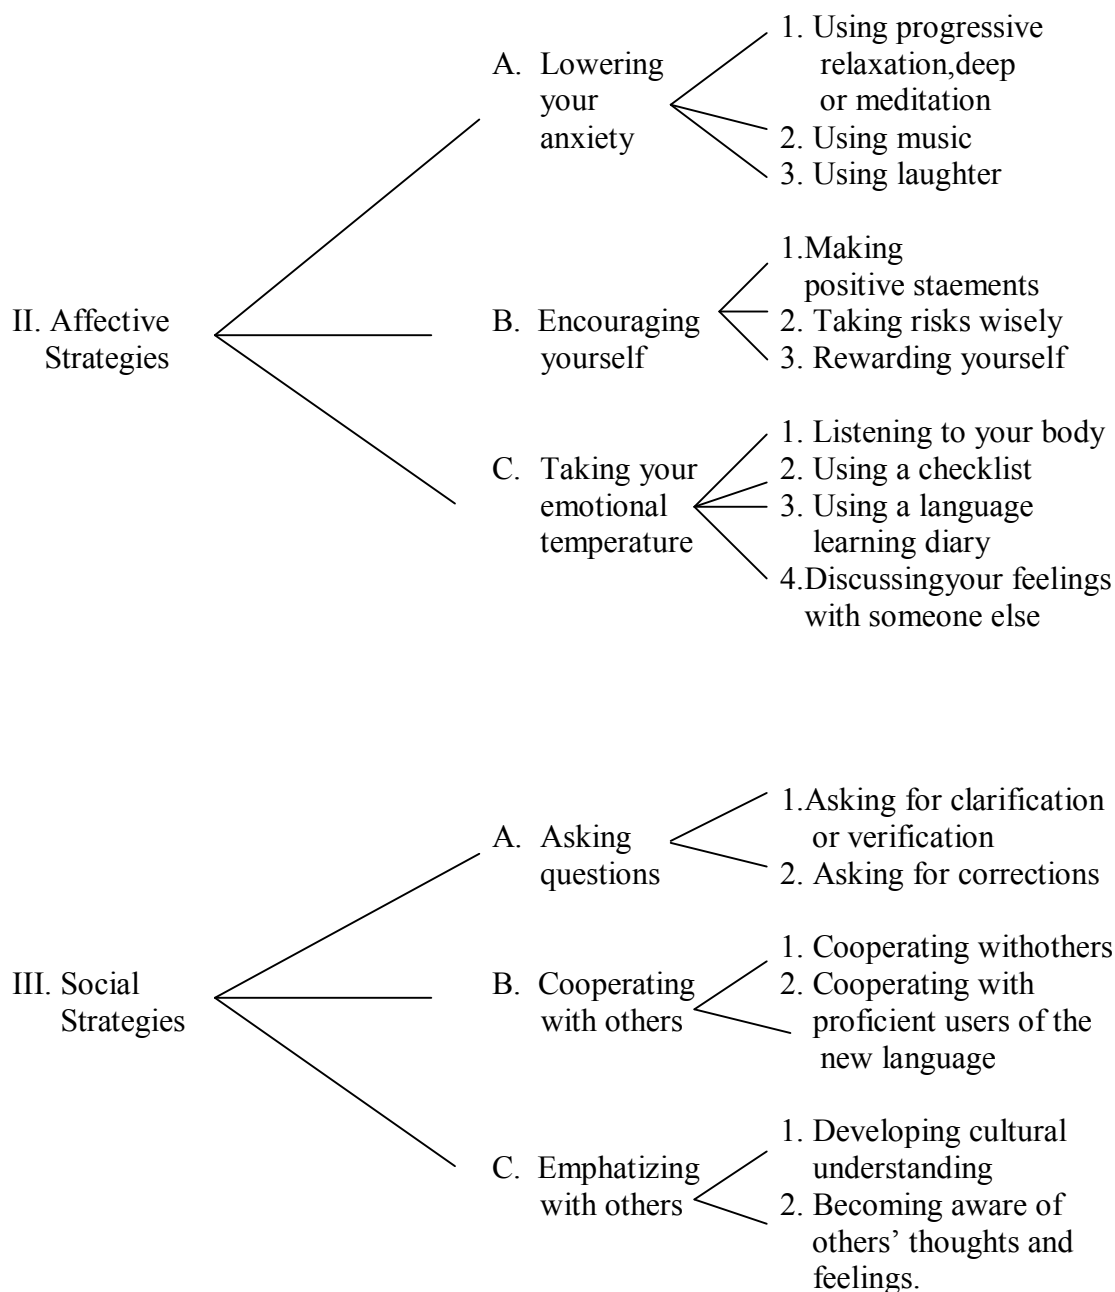 II. Affective
Strategies
A. Lowering
your
anxiety
1. Using progressive
relaxation,deep
or meditation
2. Using music
3. Using laughter
B. Encouraging
yourself
1.Making
positive staements
2. Taking risks wisely
3. Rewarding yourself
C. Taking your
emotional
temperature
1. Listening to your body
2. Using a checklist
3. Using a language
learning diary
4.Discussingyour feelings
with someone else
III. Social
Strategies
A. Asking
questions
1.Asking for clarification
or verification
2. Asking for corrections
B. Cooperating
with others
1. Cooperating withothers
2. Cooperating with
proficient users of the
new language
C. Emphatizing
with others
1. Developing cultural
understanding
2. Becoming aware of
others’ thoughts and
feelings.